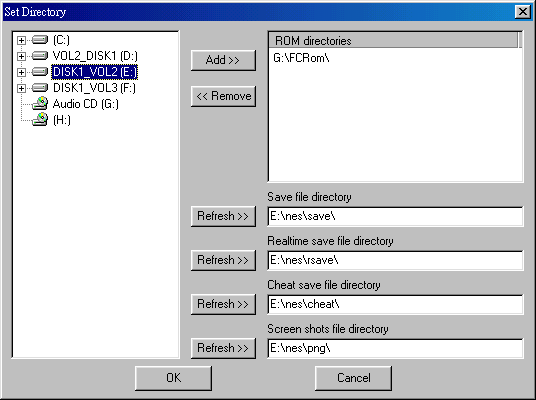 Set Directory
(C:)
VOL2_DISK1 (D:)
DISK1_VOL2 (E:)
DISK1_VOL3 (F:)
Audio CD (G:)
(H:)
Add >>
<< Remove
ROM directories
G:\FCRom\
Save file directory
Refresh >>
E:\nes\save\
Realtime save file directory
Refresh >>
E:\nes\rsave\
Cheat save file directory
Refresh >>
E:\nes\cheat\
Screen shots file directory
Refresh >>
E:\nes\png\
OK
Cancel